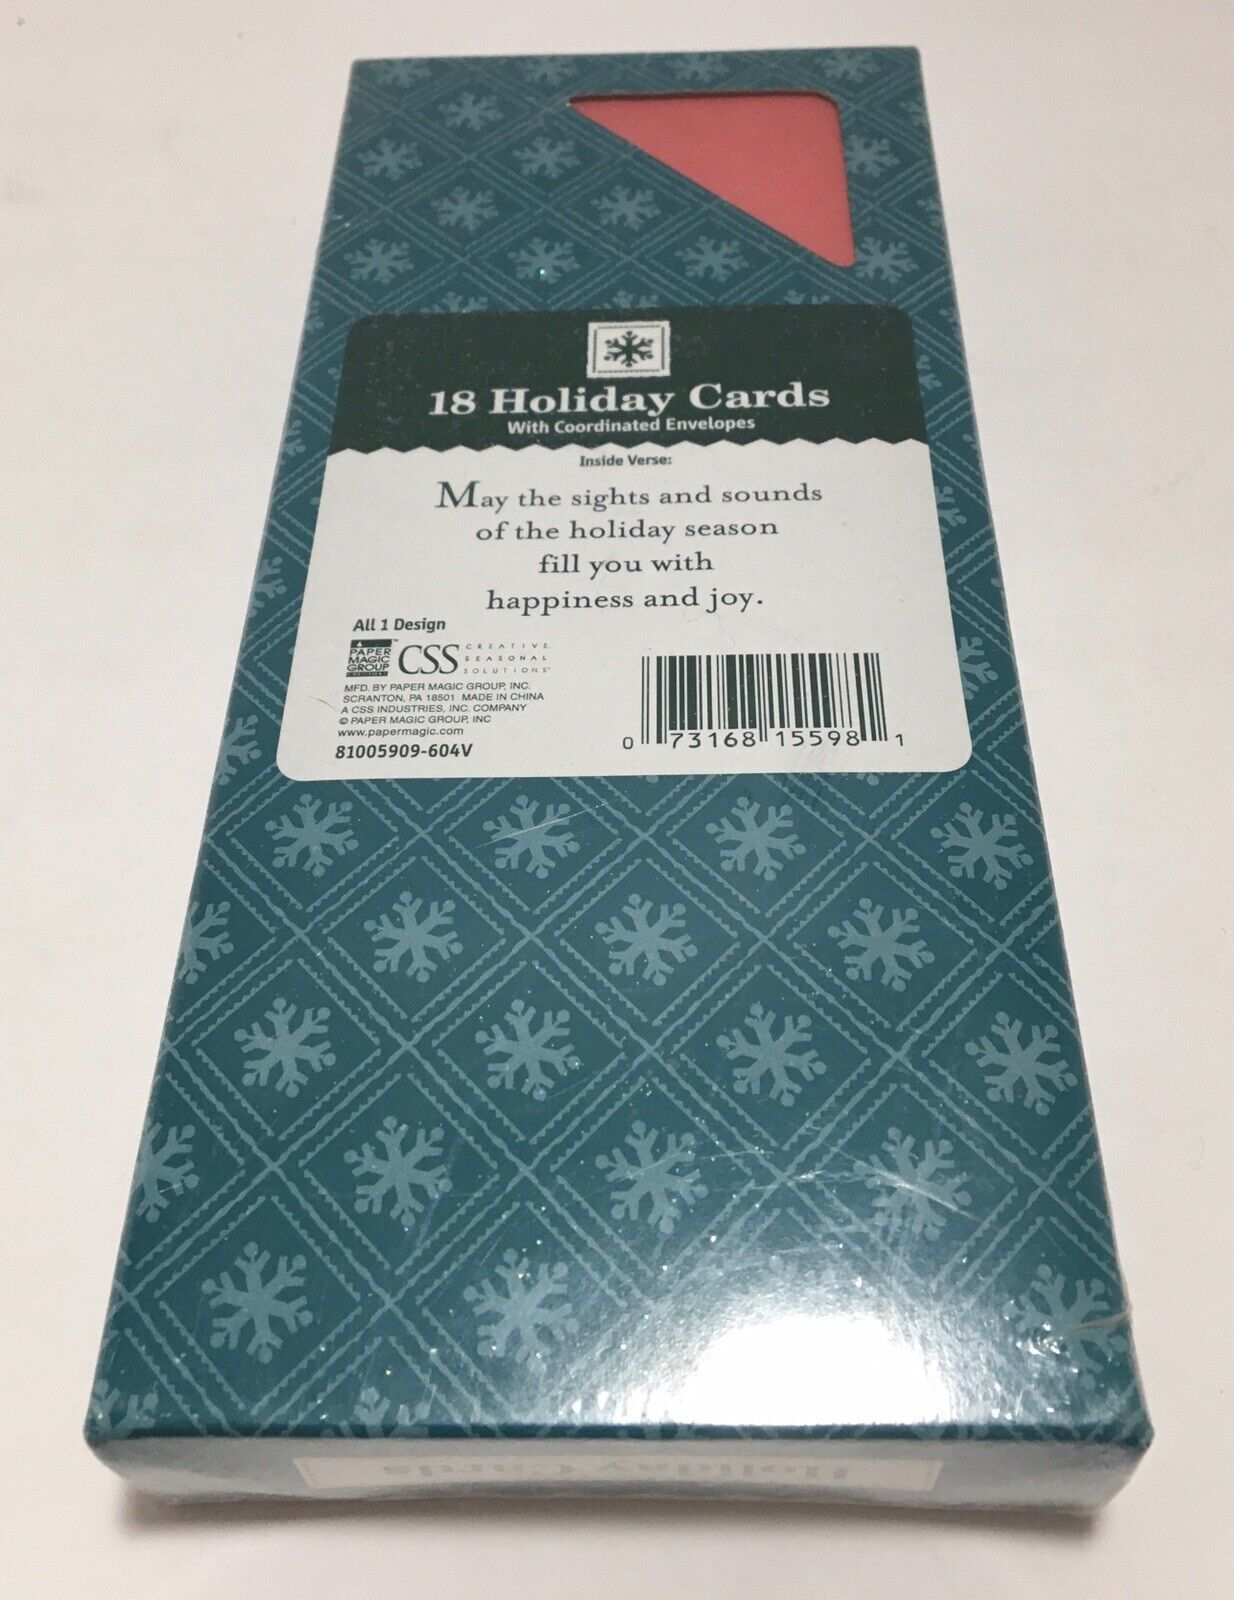 18 Holiday Cards
With Coordinated Envelopes
Inside Verse:
May the sights and sounds
of the holiday season
fill you with
happiness and joy.
All 1 Design
PAPER
MAGIC
GROUP
CSS
CREATIVE
SEASONAL
SOLUTIONS
MFD. BY PAPER MAGIC GROUP, INC.
SCRANTON, PA 18501 MADE IN CHINA
A CSS INDUSTRIES, INC. COMPANY
© PAPER MAGIC GROUP, INC
www.papermagic.com
81005909-604V
0 73168 15598 1
Holiday Cards